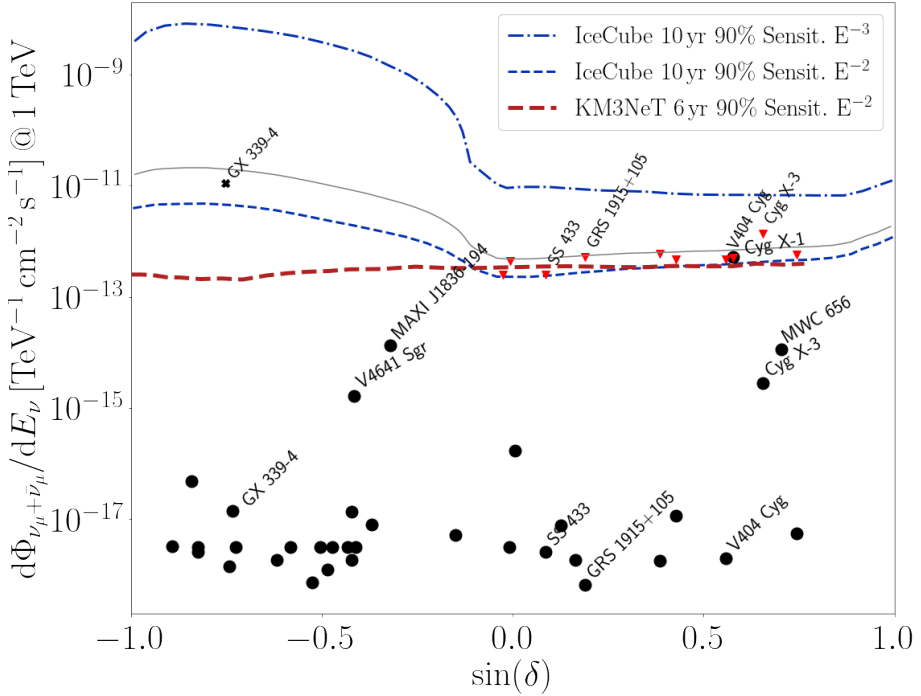 IceCube 10 yr 90% Sensit. E⁻³
IceCube 10 yr 90% Sensit. E⁻²
KM3NeT 6 yr 90% Sensit. E⁻²
dΦ_{ν_μ+ν̄_μ}/dE_ν [TeV⁻¹ cm⁻² s⁻¹] @ 1 TeV
10⁻⁹
10⁻¹¹
10⁻¹³
10⁻¹⁵
10⁻¹⁷
GX 339-4
MAXI J1836-194
SS 433
GRS 1915+105
V404 Cyg
Cyg X-3
Cyg X-1
V4641 Sgr
MWC 656
Cyg X-3
GX 339-4
SS 433
GRS 1915+105
V404 Cyg
−1.0
−0.5
0.0
0.5
1.0
sin(δ)